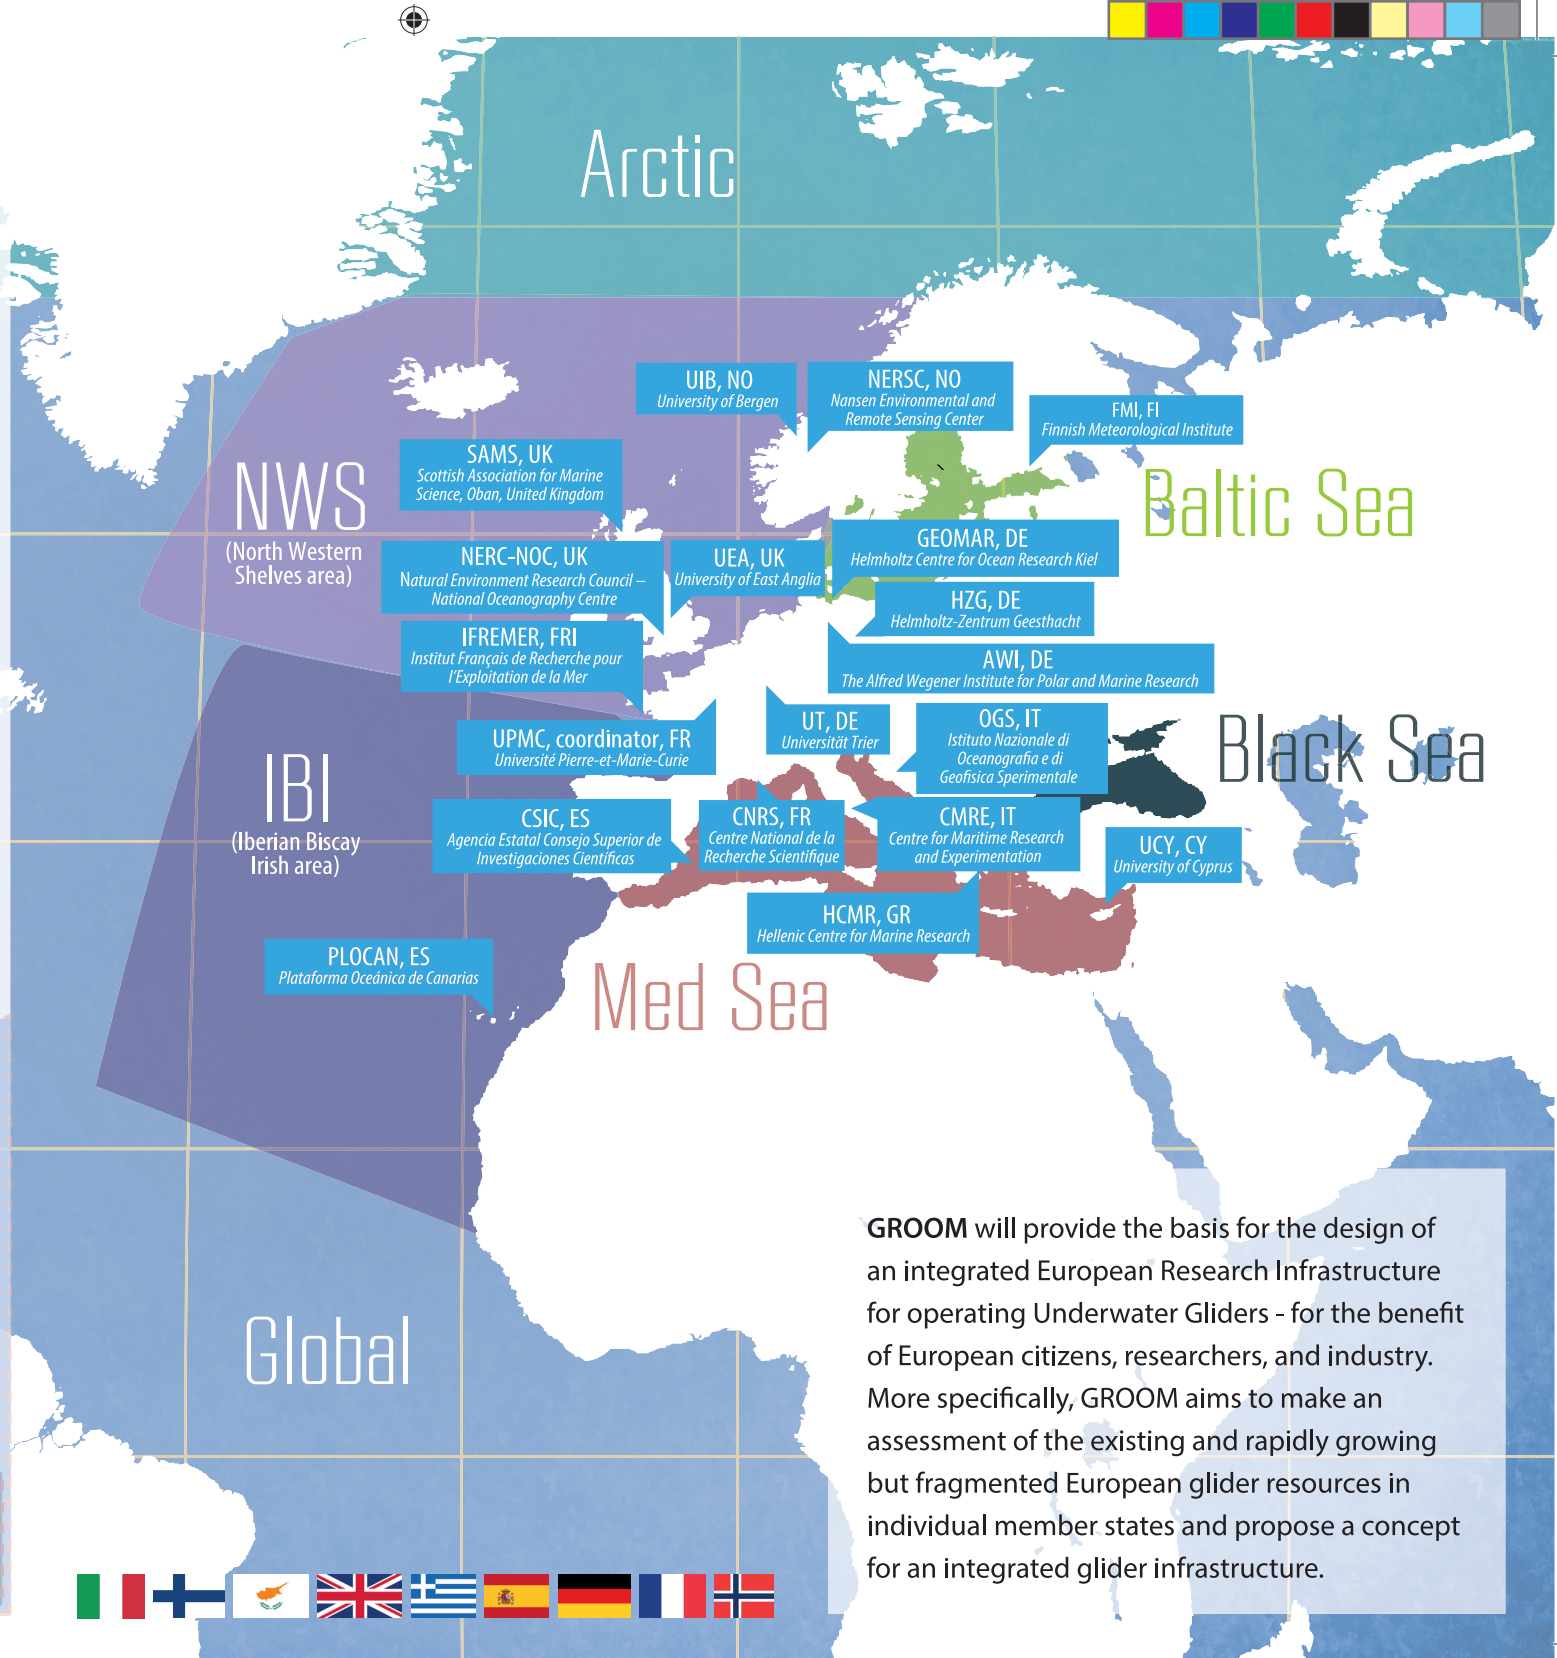 Arctic
UIB, NO
University of Bergen
NERSC, NO
Nansen Environmental and
Remote Sensing Center
FMI, FI
Finnish Meteorological Institute
SAMS, UK
Scottish Association for Marine
Science, Oban, United Kingdom
NWS
(North Western
Shelves area)
Baltic Sea
NERC-NOC, UK
Natural Environment Research Council –
National Oceanography Centre
UEA, UK
University of East Anglia
GEOMAR, DE
Helmholtz Centre for Ocean Research Kiel
HZG, DE
Helmholtz-Zentrum Geesthacht
IFREMER, FRI
Institut Français de Recherche pour
l'Exploitation de la Mer
AWI, DE
The Alfred Wegener Institute for Polar and Marine Research
UPMC, coordinator, FR
Université Pierre-et-Marie-Curie
UT, DE
Universität Trier
OGS, IT
Istituto Nazionale di
Oceanografia e di
Geofisica Sperimentale
Black Sea
IBI
(Iberian Biscay
Irish area)
CSIC, ES
Agencia Estatal Consejo Superior de
Investigaciones Científicas
CNRS, FR
Centre National de la
Recherche Scientifique
CMRE, IT
Centre for Maritime Research
and Experimentation
UCY, CY
University of Cyprus
HCMR, GR
Hellenic Centre for Marine Research
PLOCAN, ES
Plataforma Oceánica de Canarias
Med Sea
Global
GROOM will provide the basis for the design of
an integrated European Research Infrastructure
for operating Underwater Gliders - for the benefit
of European citizens, researchers, and industry.
More specifically, GROOM aims to make an
assessment of the existing and rapidly growing
but fragmented European glider resources in
individual member states and propose a concept
for an integrated glider infrastructure.